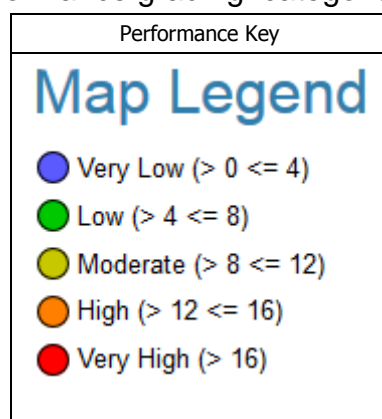 Performance Key
Map Legend
Very Low (> 0 <= 4)
Low (> 4 <= 8)
Moderate (> 8 <= 12)
High (> 12 <= 16)
Very High (> 16)